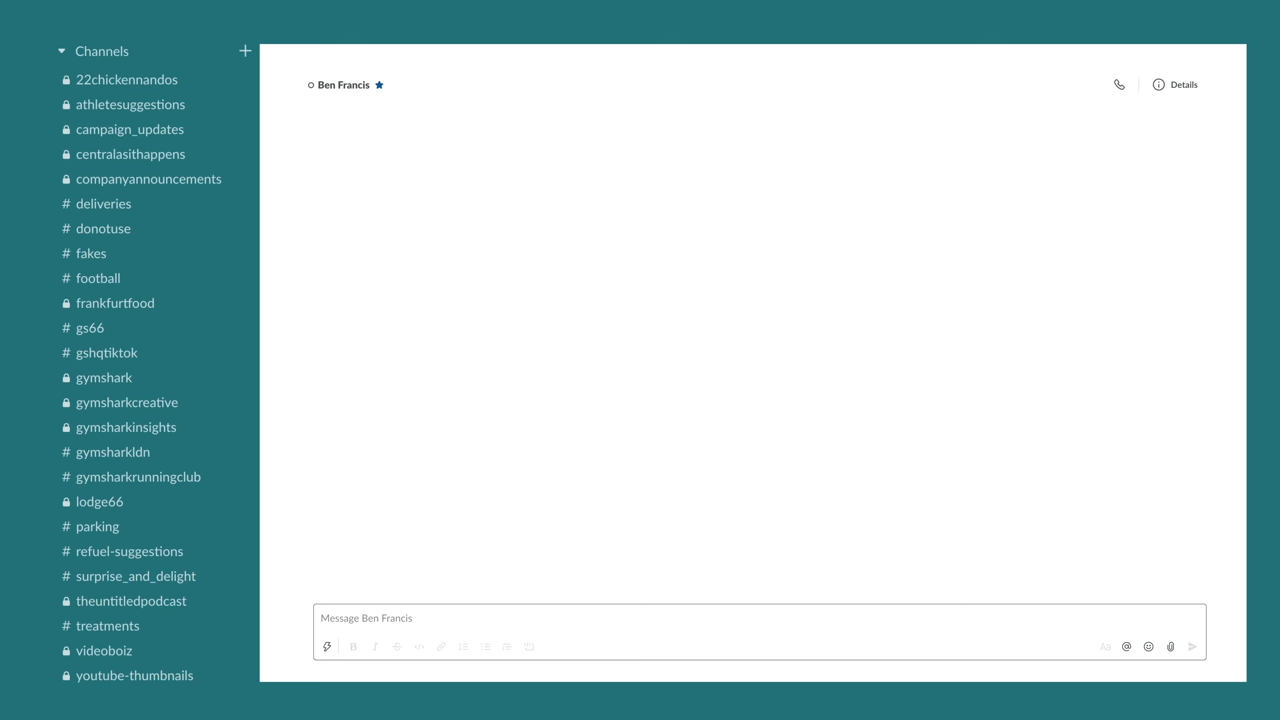 Channels
22chickennandos
athletesuggestions
campaign_updates
centralasithappens
companyannouncements
# deliveries
# donotuse
# fakes
# football
frankfurtfood
# gs66
# gshqtiktok
gymshark
gymsharkcreative
gymsharkinsights
# gymsharkldn
# gymsharkrunningclub
lodge66
# parking
# refuel-suggestions
# surprise_and_delight
theuntitledpodcast
# treatments
videoboiz
youtube-thumbnails
Ben Francis
Details
Message Ben Francis
B I S </> Aa @